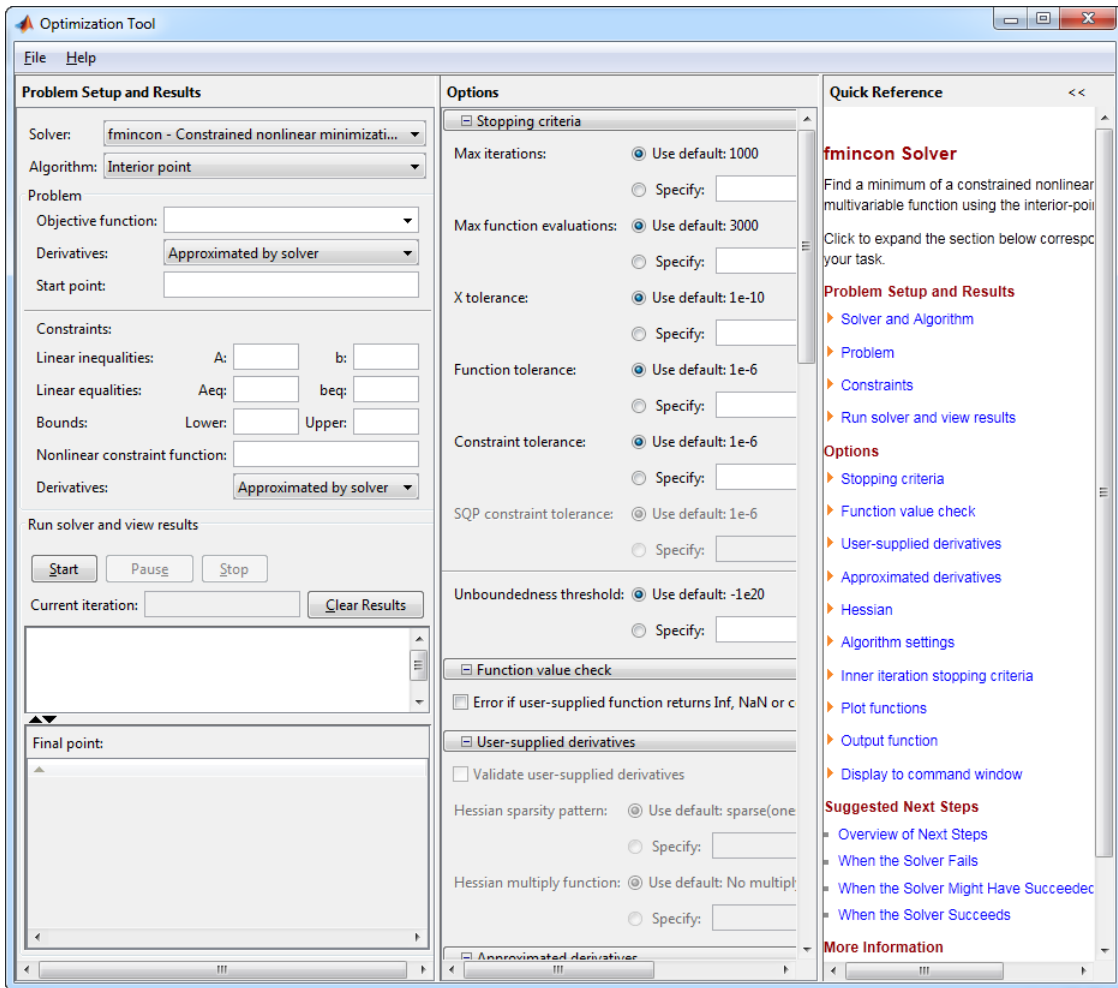 Optimization Tool
File Help
Problem Setup and Results
Solver: fmincon - Constrained nonlinear minimizati...
Algorithm: Interior point
Problem
Objective function:
Derivatives: Approximated by solver
Start point:
Constraints:
Linear inequalities: A: b:
Linear equalities: Aeq: beq:
Bounds: Lower: Upper:
Nonlinear constraint function:
Derivatives: Approximated by solver
Run solver and view results
Start Pause Stop
Current iteration: Clear Results
Final point:
Options
Stopping criteria
Max iterations: Use default: 1000
Specify:
Max function evaluations: Use default: 3000
Specify:
X tolerance: Use default: 1e-10
Specify:
Function tolerance: Use default: 1e-6
Specify:
Constraint tolerance: Use default: 1e-6
Specify:
SQP constraint tolerance: Use default: 1e-6
Specify:
Unboundedness threshold: Use default: -1e20
Specify:
Function value check
Error if user-supplied function returns Inf, NaN or c
User-supplied derivatives
Validate user-supplied derivatives
Hessian sparsity pattern: Use default: sparse(one
Specify:
Hessian multiply function: Use default: No multipl
Specify:
Approximated derivatives
Quick Reference <<
fmincon Solver
Find a minimum of a constrained nonlinear
multivariable function using the interior-poi
Click to expand the section below correspo
your task.
Problem Setup and Results
Solver and Algorithm
Problem
Constraints
Run solver and view results
Options
Stopping criteria
Function value check
User-supplied derivatives
Approximated derivatives
Hessian
Algorithm settings
Inner iteration stopping criteria
Plot functions
Output function
Display to command window
Suggested Next Steps
Overview of Next Steps
When the Solver Fails
When the Solver Might Have Succeeded
When the Solver Succeeds
More Information